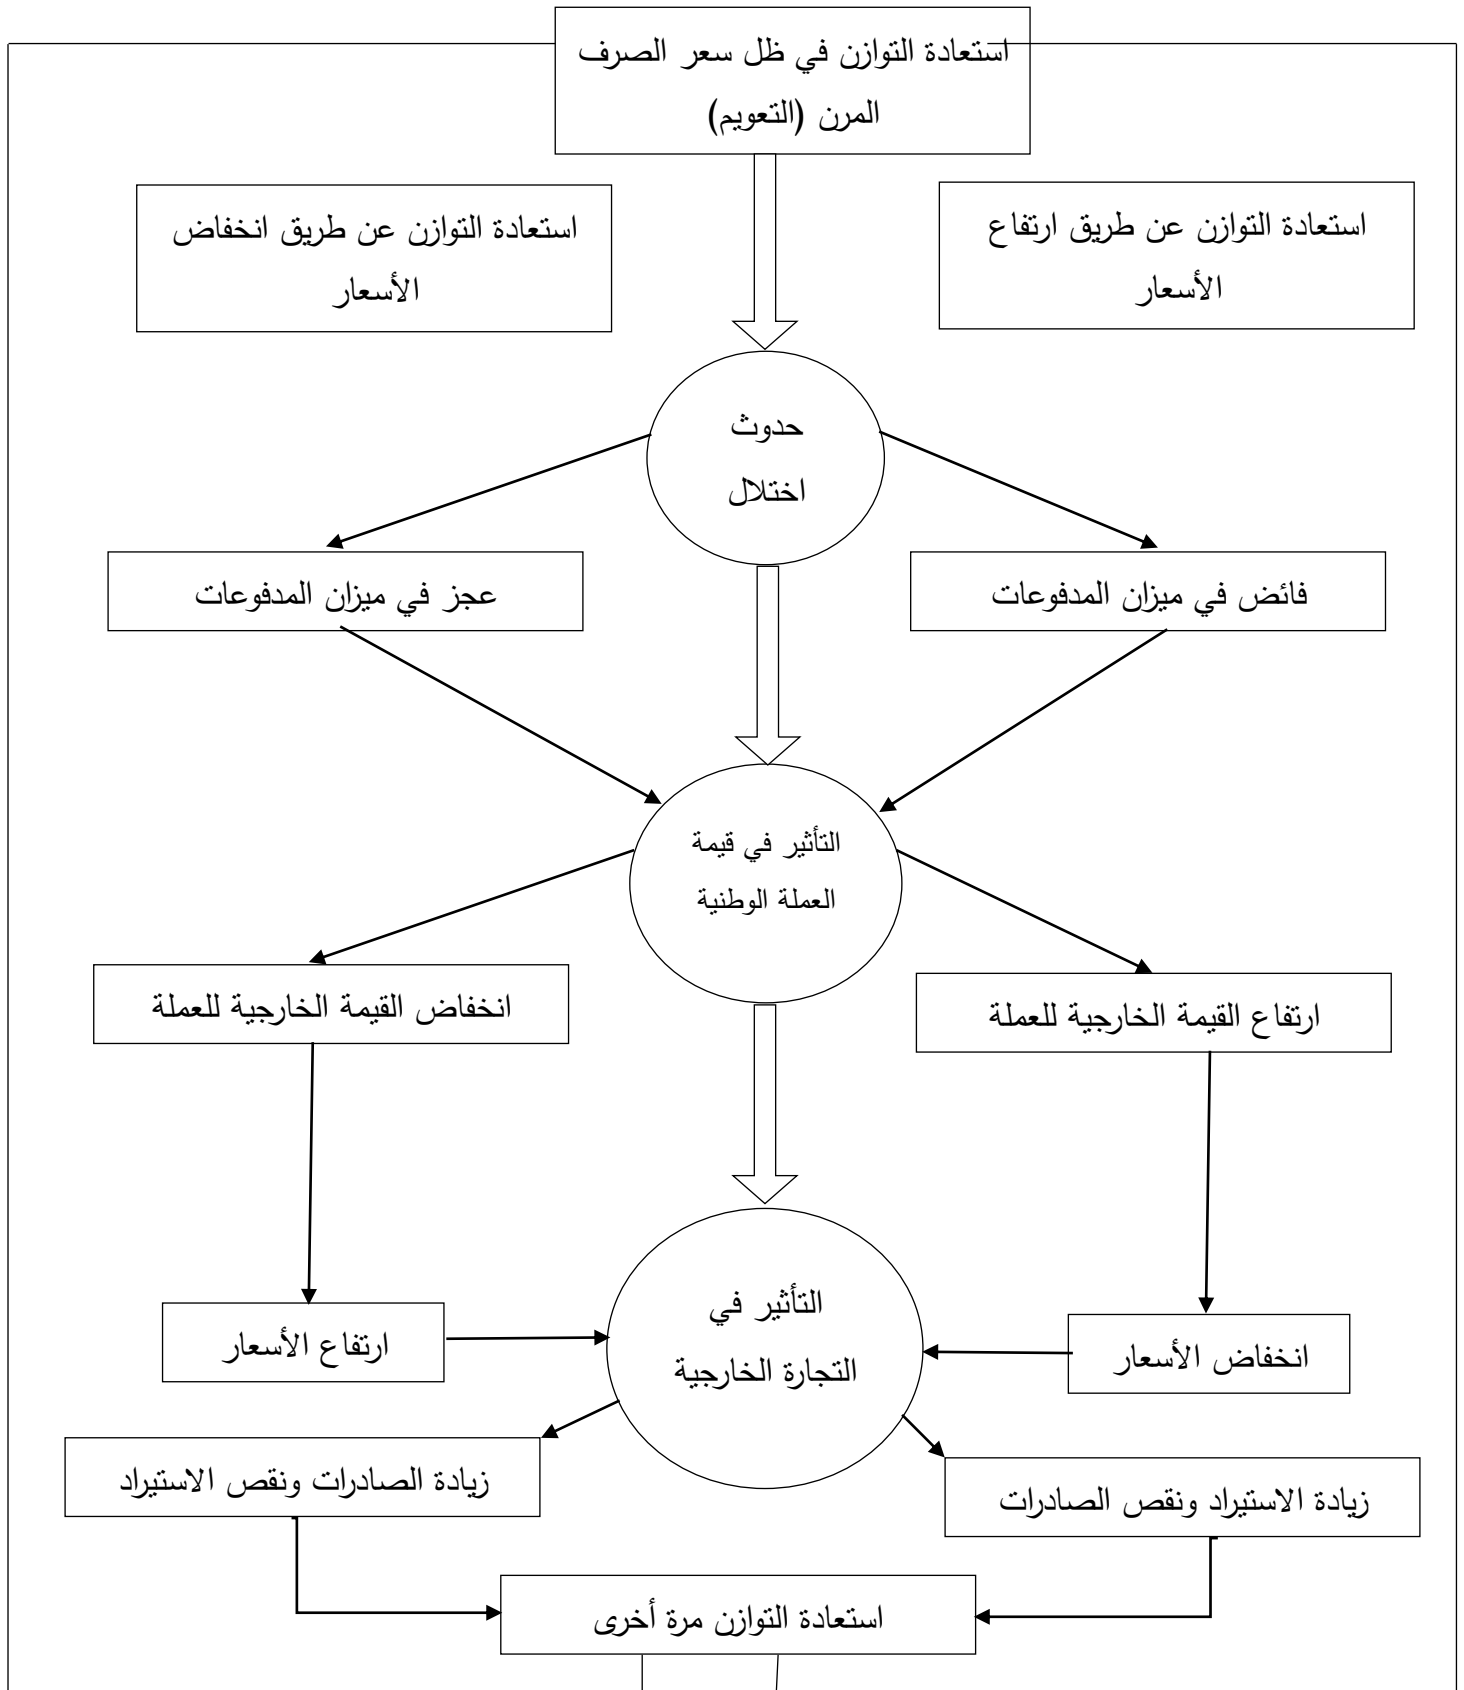 استعادة التوازن في ظل سعر الصرف
المرن (التعويم)
استعادة التوازن عن طريق ارتفاع
الأسعار
استعادة التوازن عن طريق انخفاض
الأسعار
حدوث
اختلال
فائض في ميزان المدفوعات
عجز في ميزان المدفوعات
التأثير في قيمة
العملة الوطنية
ارتفاع القيمة الخارجية للعملة
انخفاض القيمة الخارجية للعملة
التأثير في
التجارة الخارجية
انخفاض الأسعار
ارتفاع الأسعار
زيادة الاستيراد ونقص الصادرات
زيادة الصادرات ونقص الاستيراد
استعادة التوازن مرة أخرى